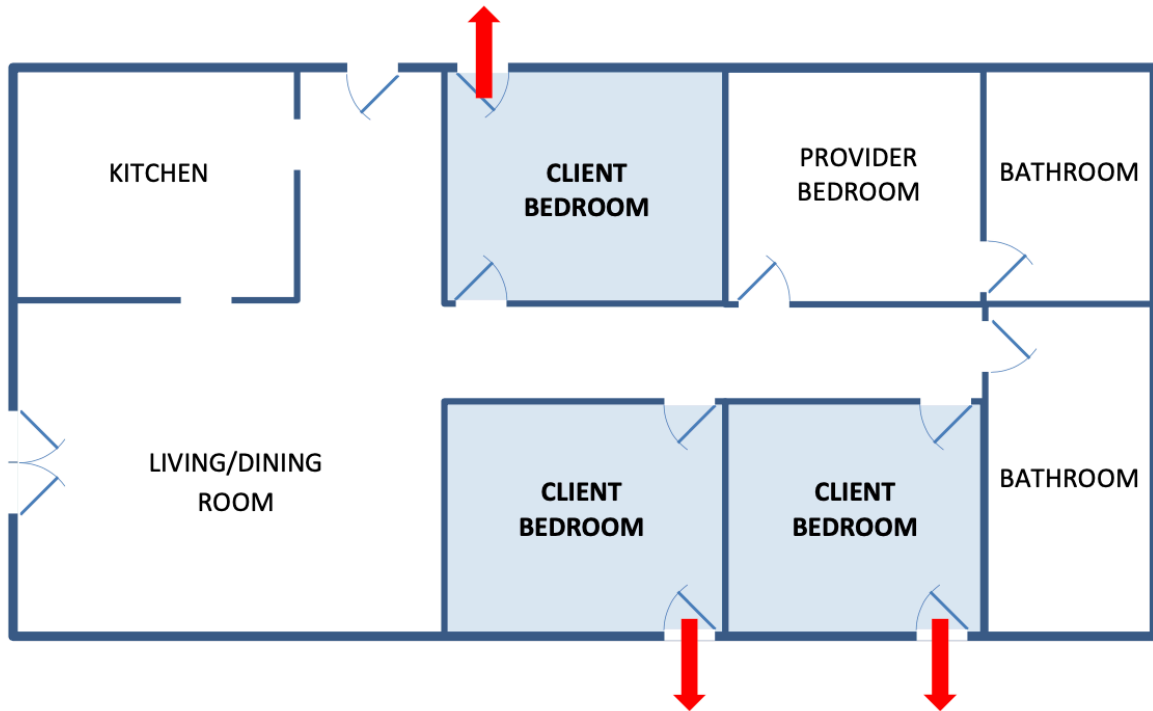 KITCHEN
CLIENT
BEDROOM
PROVIDER
BEDROOM
BATHROOM
LIVING/DINING
ROOM
CLIENT
BEDROOM
CLIENT
BEDROOM
BATHROOM